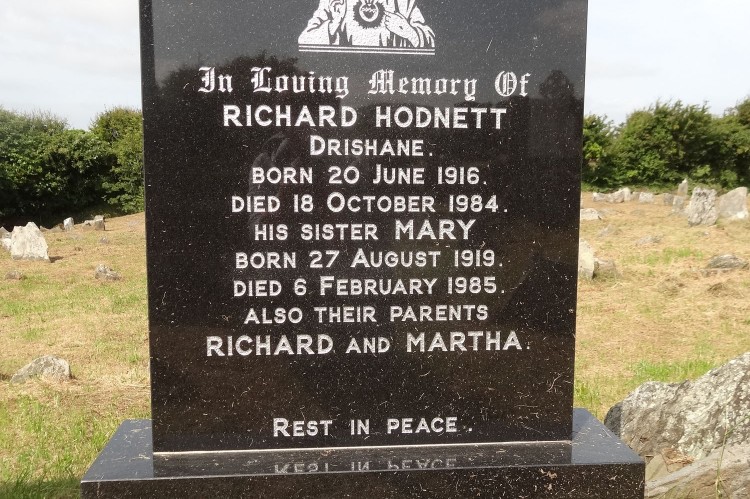 In Loving Memory Of
RICHARD HODNETT
DRISHANE.
BORN 20 JUNE 1916.
DIED 18 OCTOBER 1984.
HIS SISTER MARY
BORN 27 AUGUST 1919.
DIED 6 FEBRUARY 1985.
ALSO THEIR PARENTS
RICHARD AND MARTHA.
REST IN PEACE.